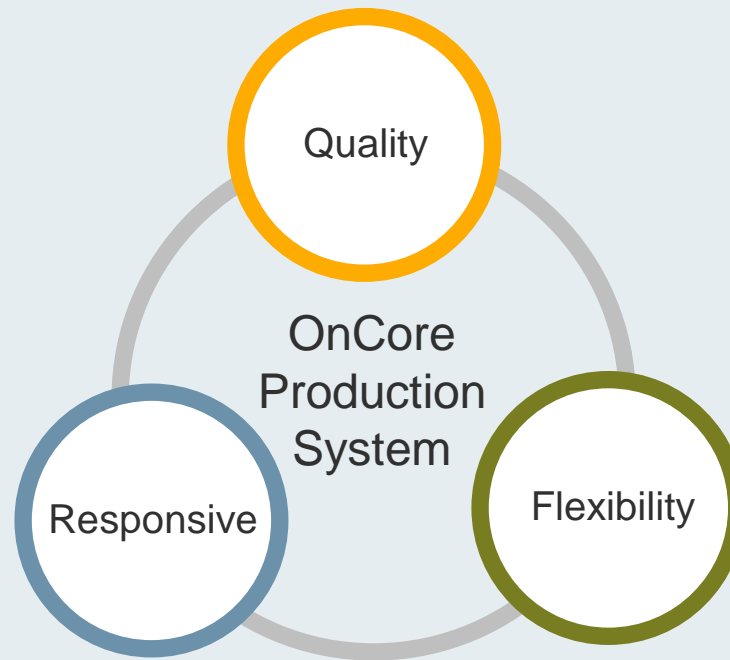 Quality
OnCore
Production
System
Responsive
Flexibility